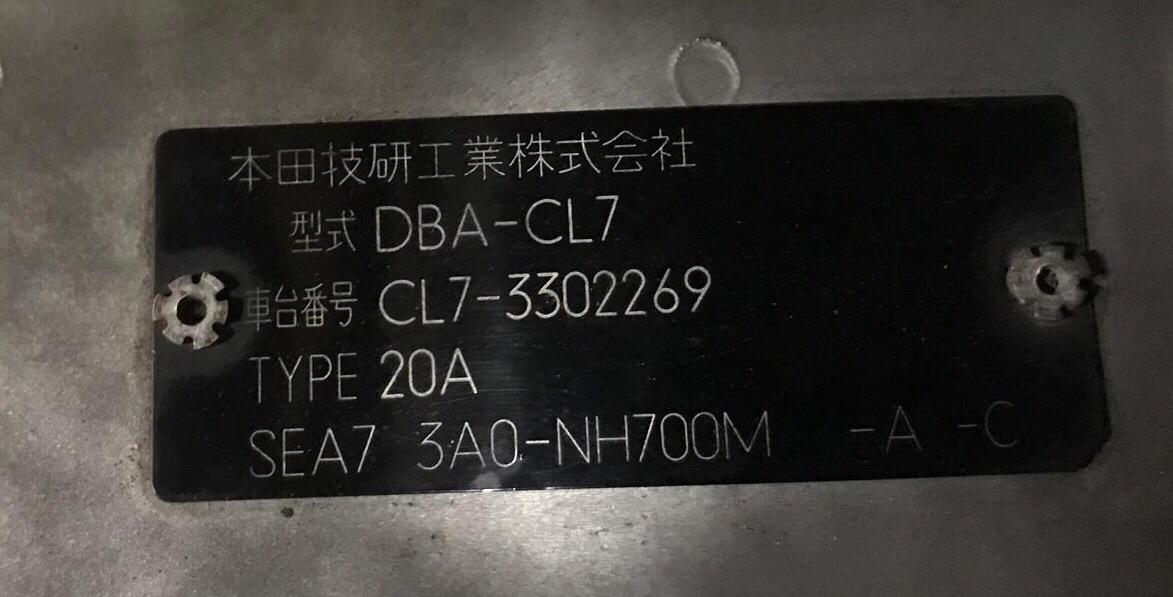 本田技研工業株式会社
型式 DBA-CL7
車台番号 CL7-3302269
TYPE 20A
SEA7 3A0-NH700M -A -C